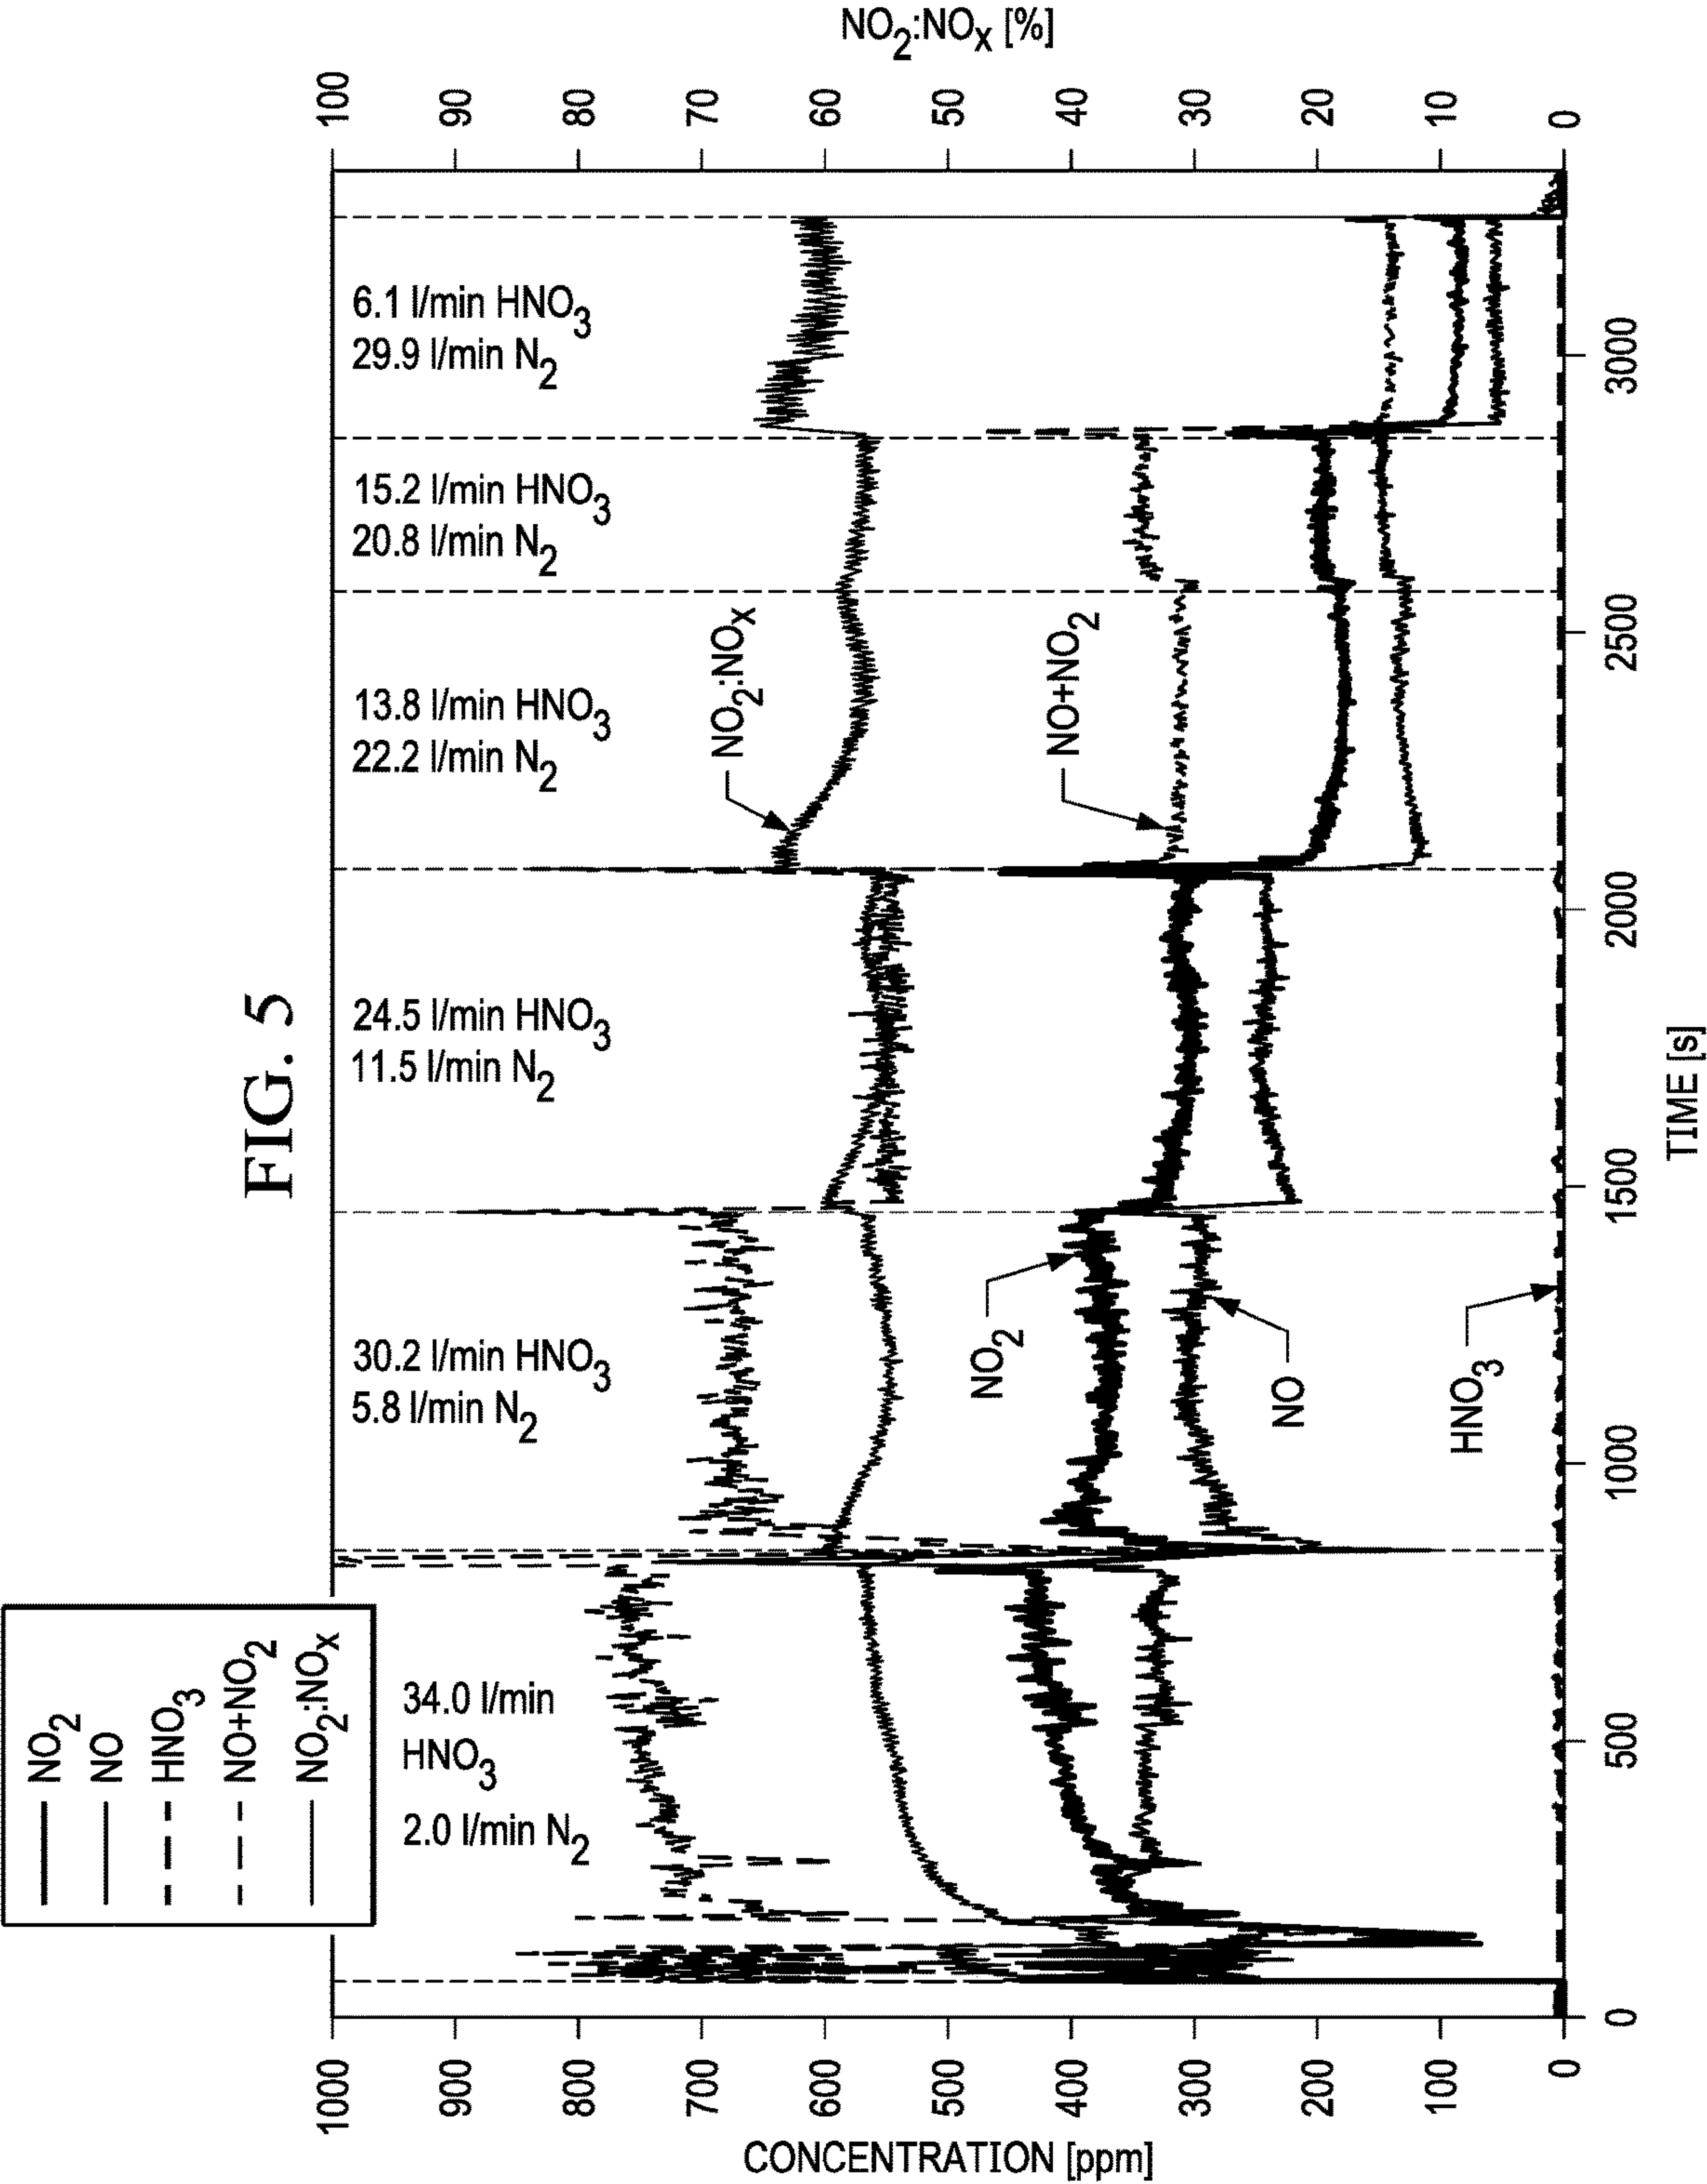 FIG. 5
NO2
NO
HNO3
NO+NO2
NO2:NOX
34.0 l/min
HNO3
2.0 l/min N2
30.2 l/min HNO3
5.8 l/min N2
24.5 l/min HNO3
11.5 l/min N2
13.8 l/min HNO3
22.2 l/min N2
15.2 l/min HNO3
20.8 l/min N2
6.1 l/min HNO3
29.9 l/min N2
NO2:NOX
NO+NO2
NO2
NO
HNO3
CONCENTRATION [ppm]
1000
900
800
700
600
500
400
300
200
100
0
NO2:NOX [%]
100
90
80
70
60
50
40
30
20
10
0
0
500
1000
1500
2000
2500
3000
TIME [s]